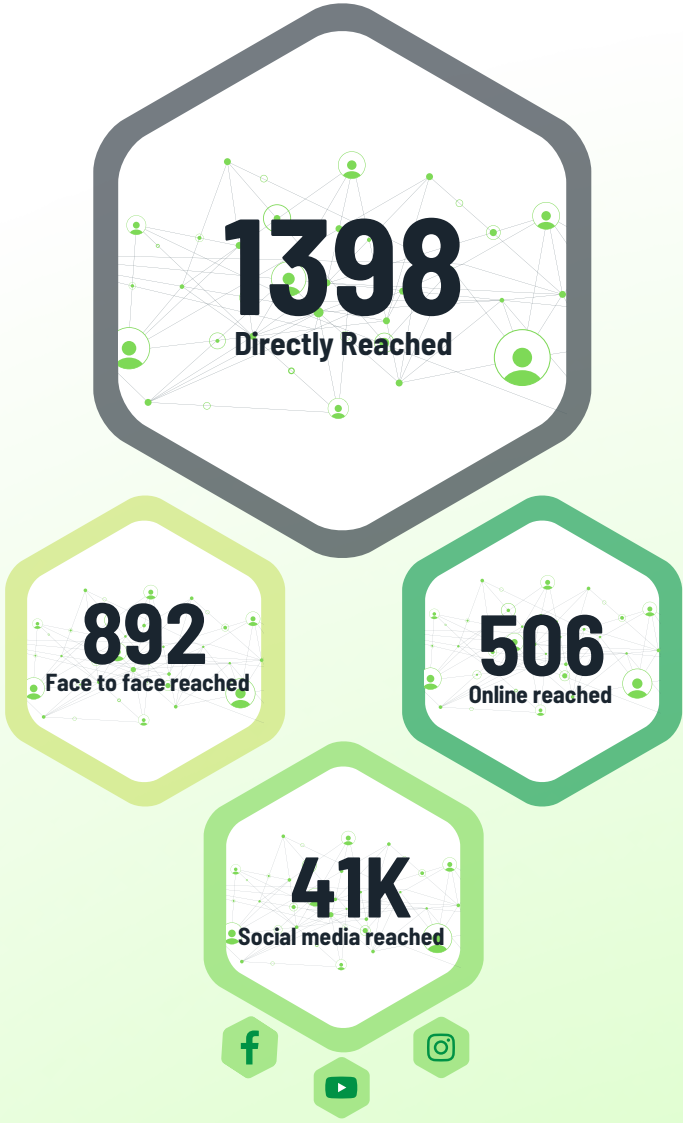 1398
Directly Reached
892
Face to face reached
506
Online reached
41K
Social media reached